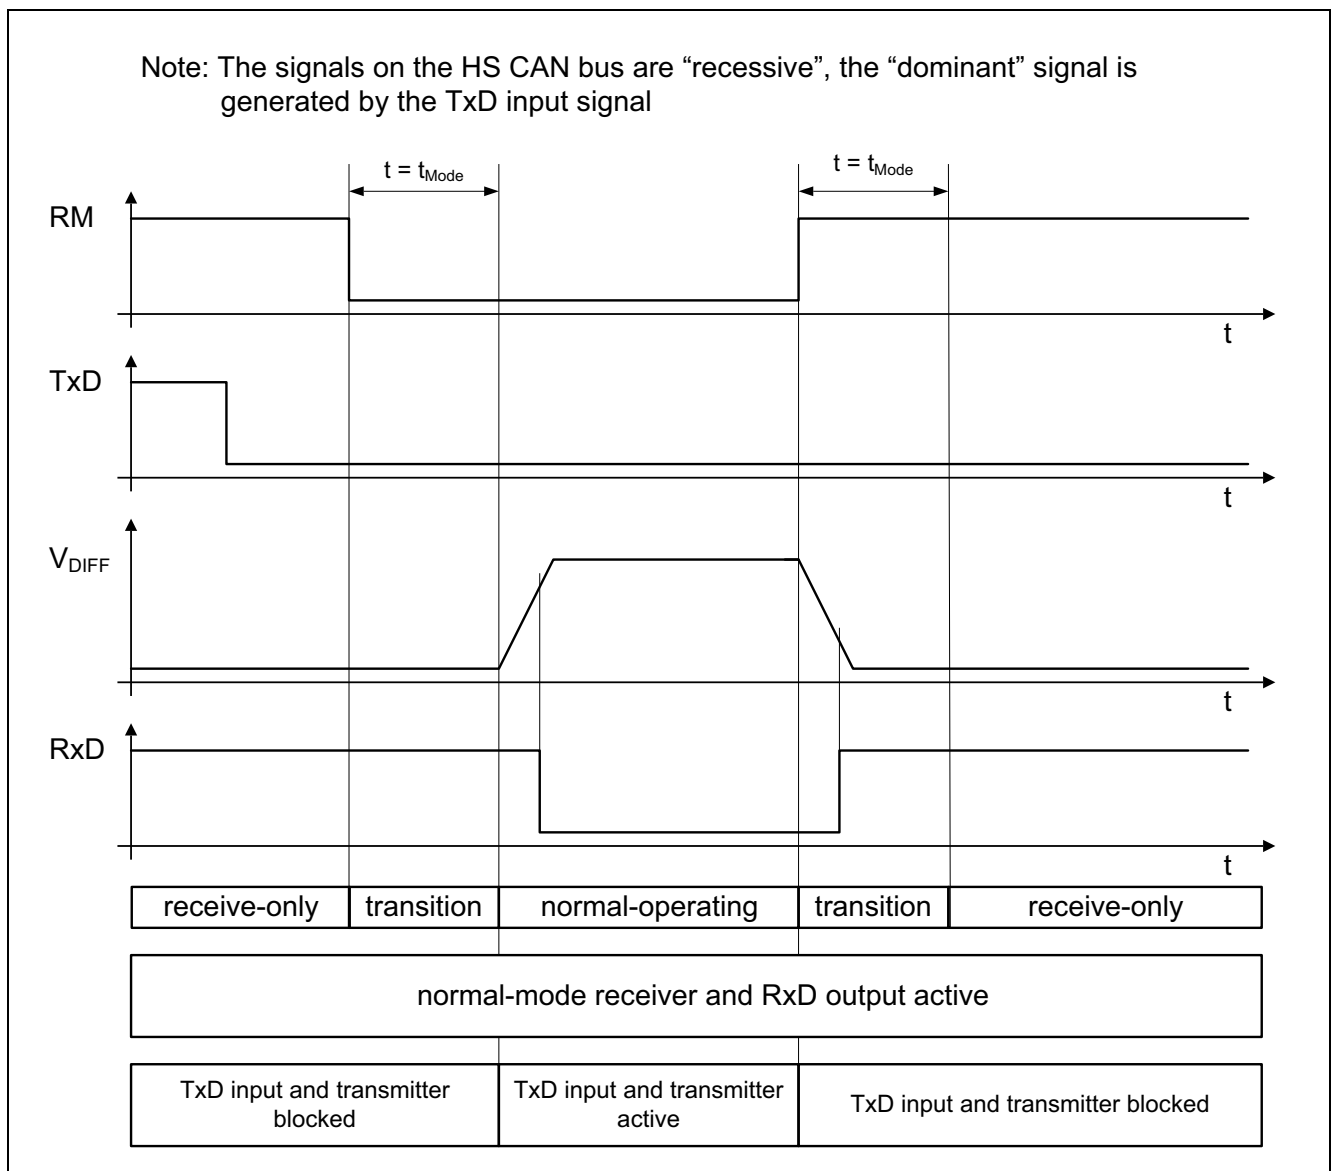 Note: The signals on the HS CAN bus are “recessive”, the “dominant” signal is
generated by the TxD input signal
t = tMode
t = tMode
RM
t
TxD
t
VDIFF
t
RxD
t
receive-only
transition
normal-operating
transition
receive-only
normal-mode receiver and RxD output active
TxD input and transmitter
blocked
TxD input and transmitter
active
TxD input and transmitter blocked